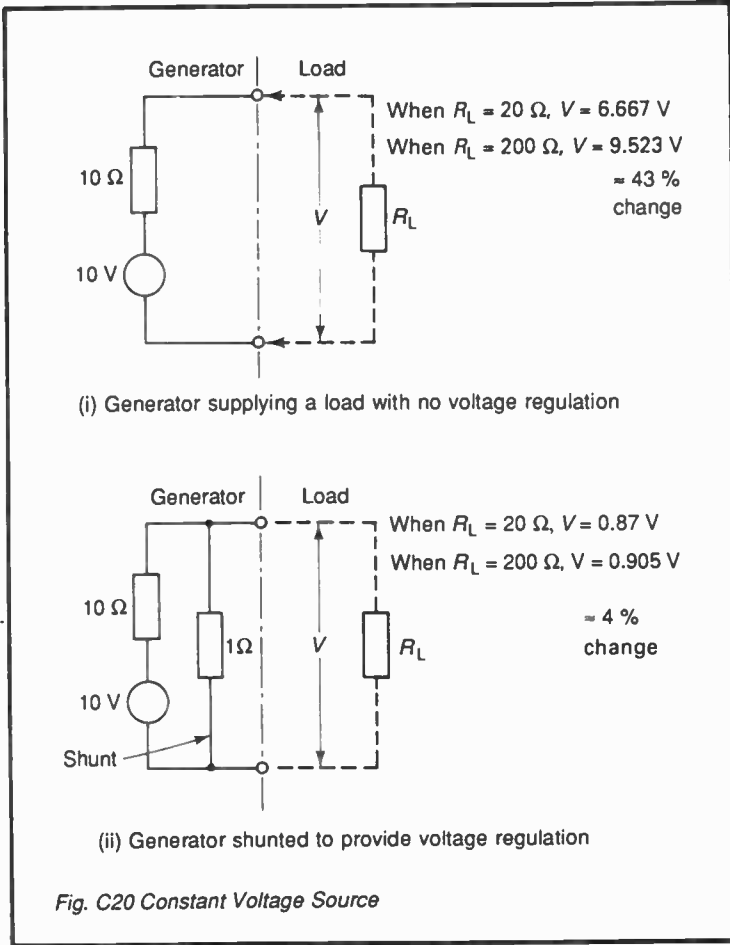 Generator Load
When R_L = 20 Ω, V = 6.667 V
When R_L = 200 Ω, V = 9.523 V
≈ 43 %
change
10 Ω
V
R_L
10 V
(i) Generator supplying a load with no voltage regulation
Generator Load
When R_L = 20 Ω, V = 0.87 V
When R_L = 200 Ω, V = 0.905 V
≈ 4 %
change
10 Ω
1Ω
V
R_L
10 V
Shunt
(ii) Generator shunted to provide voltage regulation
Fig. C20 Constant Voltage Source